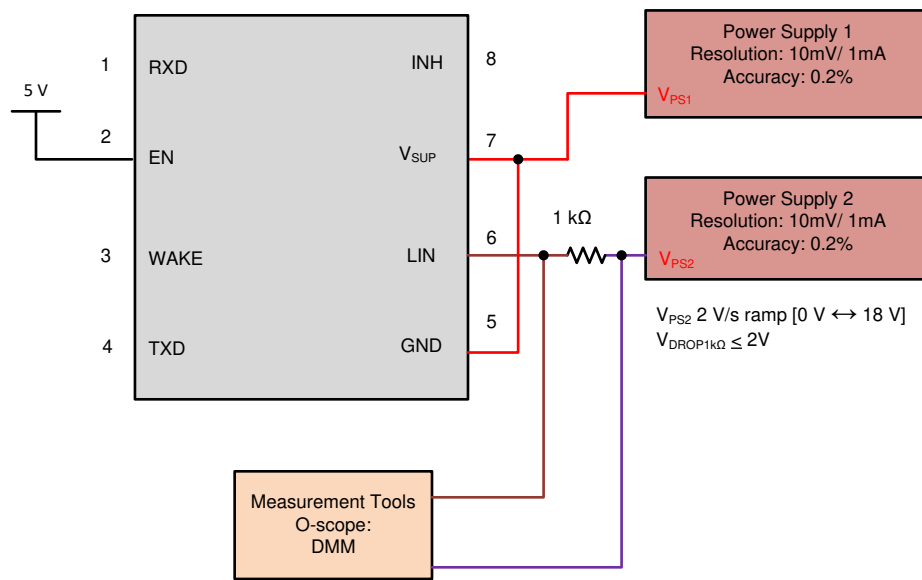 1
RXD
INH
8
5 V
2
EN
VSUP
7
3
WAKE
LIN
6
4
TXD
GND
5
1 kΩ
Power Supply 1
Resolution: 10mV/ 1mA
Accuracy: 0.2%
VPS1
Power Supply 2
Resolution: 10mV/ 1mA
Accuracy: 0.2%
VPS2
VPS2 2 V/s ramp [0 V ↔ 18 V]
VDROP1kΩ ≤ 2V
Measurement Tools
O-scope:
DMM